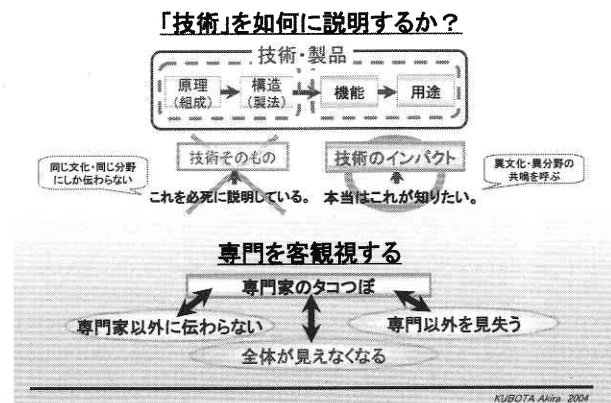 「技術」を如何に説明するか？
技術・製品
原理
(組成)
構造
(製法)
機能
用途
技術そのもの
技術のインパクト
同じ文化・同じ分野
にしか伝わらない
これを必死に説明している。
本当はこれが知りたい。
異文化・異分野の
共鳴を呼ぶ
専門を客観視する
専門家のタコつぼ
専門家以外に伝わらない
専門以外を見失う
全体が見えなくなる
KUBOTA Akira 2004